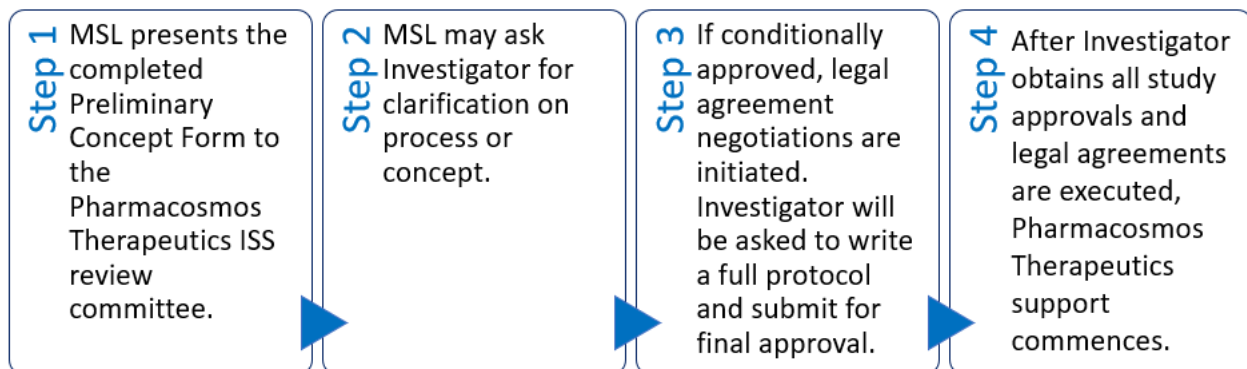 Step 1
MSL presents the
completed
Preliminary
Concept Form to
the
Pharmacosmos
Therapeutics ISS
review
committee.
Step 2
MSL may ask
Investigator for
clarification on
process or
concept.
Step 3
If conditionally
approved, legal
agreement
negotiations are
initiated.
Investigator will
be asked to write
a full protocol
and submit for
final approval.
Step 4
After Investigator
obtains all study
approvals and
legal agreements
are executed,
Pharmacosmos
Therapeutics
support
commences.